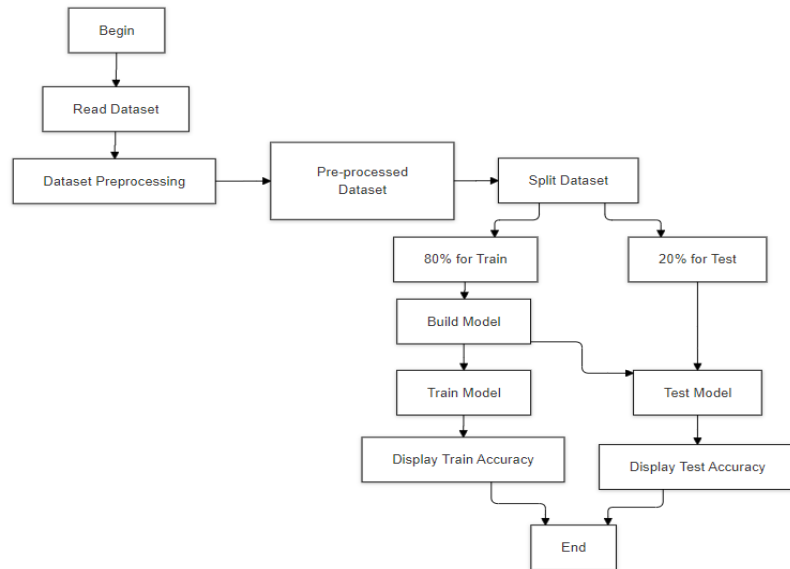 Begin
Read Dataset
Dataset Preprocessing
Pre-processed
Dataset
Split Dataset
80% for Train
20% for Test
Build Model
Train Model
Test Model
Display Train Accuracy
Display Test Accuracy
End